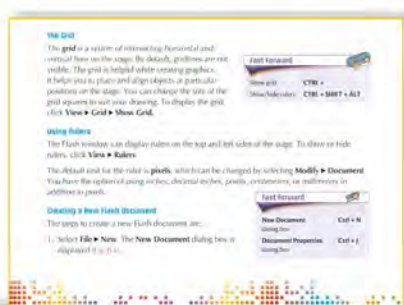 The Grid
The grid is a system of intersecting horizontal and
vertical lines on the stage. By default, gridlines are not
visible. The grid is helpful while creating graphics.
It helps you to place and align objects at particular
positions on the stage. You can change the size of the
grid squares to suit your drawing. To display the grid,
click View ▶ Grid ▶ Show Grid.
Fast Forward
Show grid CTRL +
Show/hide rulers CTRL + SHIFT + ALT
Using Rulers
The Flash window can display rulers on the top and left sides of the stage. To show or hide
rulers, click View ▶ Rulers
The default unit for the ruler is pixels, which can be changed by selecting Modify ▶ Document
You have the option of using inches, decimal inches, points, centimeters, or millimeters in
addition to pixels.
Creating a New Flash Document
The steps to create a new Flash document are:
1. Select File ▶ New. The New Document dialog box is
displayed
Fast Forward
New Document Ctrl + N
dialog box
Document Properties Ctrl + J
dialog box